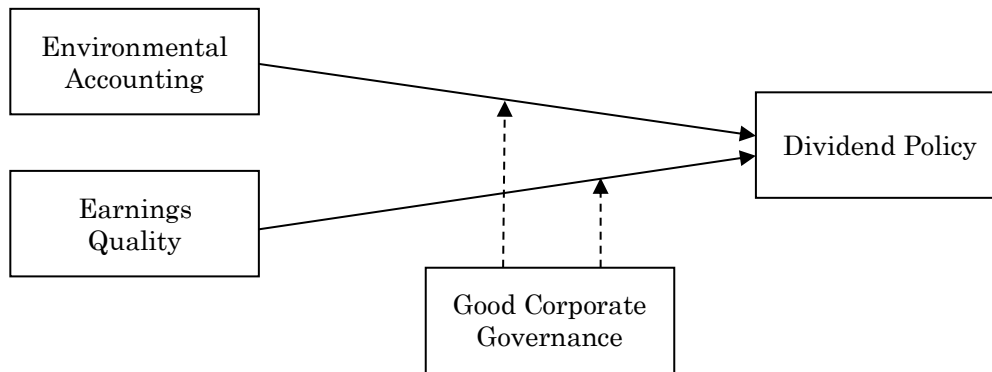 Environmental
Accounting
Dividend Policy
Earnings
Quality
Good Corporate
Governance